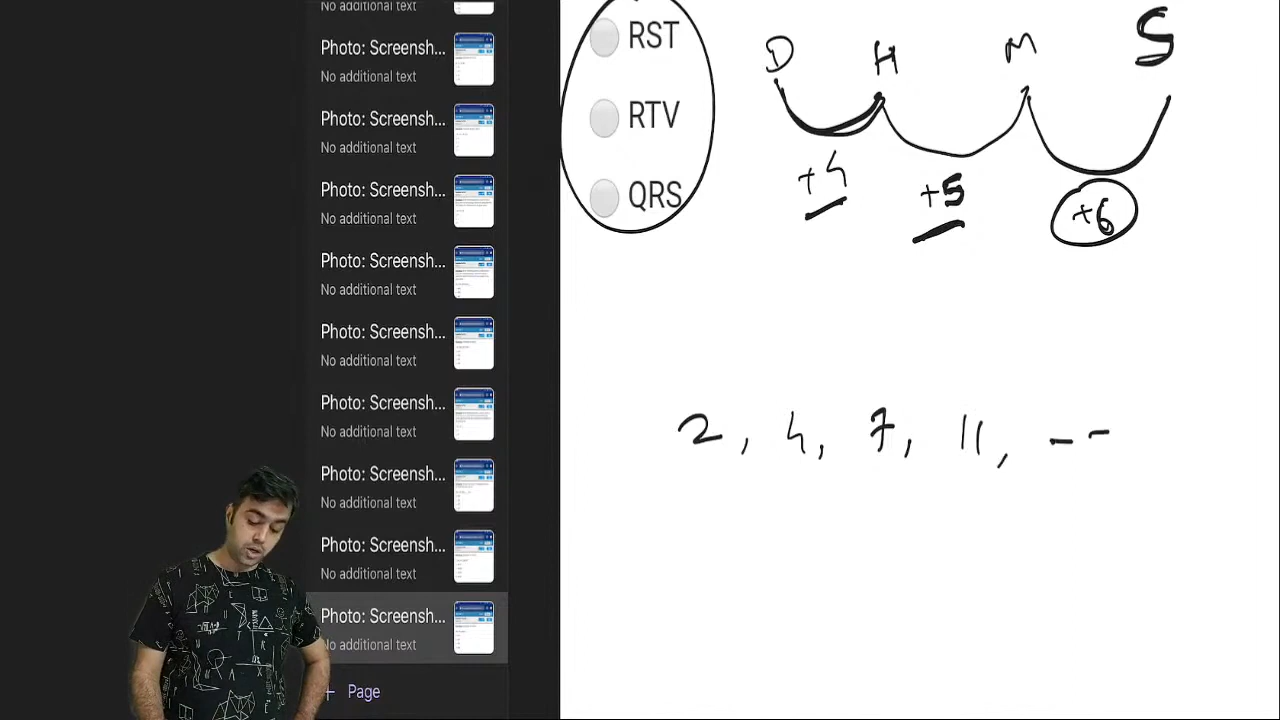 No additional text
Photo: Screensh...
No additional text
Photo: Screensh...
No additional text
Photo: Screensh...
No additional text
Photo: Screensh...
No additional text
Photo: Screensh...
No additional text
Photo: Screensh...
No additional text
Photo: Screensh...
No additional text
Photo: Screensh...
No additional text
Photo: Screensh...
No additional text
+ Page
RST
RTV
QRS
D H M S
+4 +5 +6
2, 4, 7, 11, --